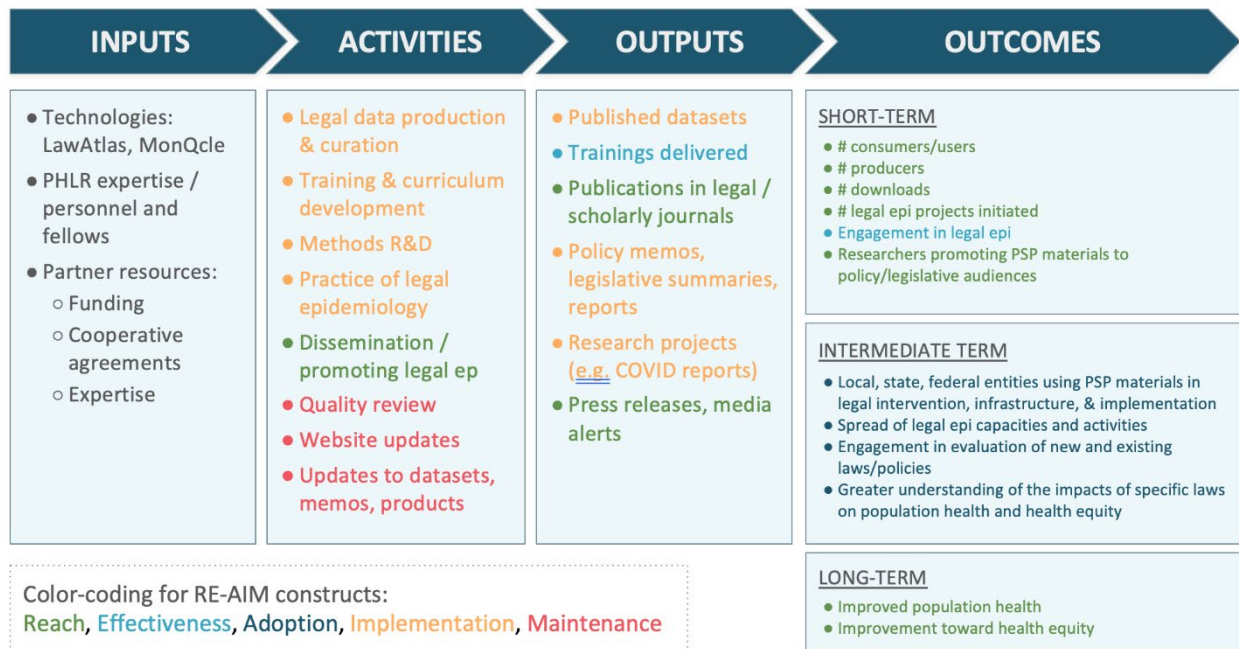 INPUTS
ACTIVITIES
OUTPUTS
OUTCOMES
● Technologies:
LawAtlas, MonQcle
● PHLR expertise /
personnel and
fellows
● Partner resources:
○ Funding
○ Cooperative
agreements
○ Expertise
● Legal data production
& curation
● Training & curriculum
development
● Methods R&D
● Practice of legal
epidemiology
● Dissemination /
promoting legal ep
● Quality review
● Website updates
● Updates to datasets,
memos, products
● Published datasets
● Trainings delivered
● Publications in legal /
scholarly journals
● Policy memos,
legislative summaries,
reports
● Research projects
(e.g. COVID reports)
● Press releases, media
alerts
SHORT-TERM
● # consumers/users
● # producers
● # downloads
● # legal epi projects initiated
● Engagement in legal epi
● Researchers promoting PSP materials to
policy/legislative audiences
INTERMEDIATE TERM
● Local, state, federal entities using PSP materials in
legal intervention, infrastructure, & implementation
● Spread of legal epi capacities and activities
● Engagement in evaluation of new and existing
laws/policies
● Greater understanding of the impacts of specific laws
on population health and health equity
LONG-TERM
● Improved population health
● Improvement toward health equity
Color-coding for RE-AIM constructs:
Reach, Effectiveness, Adoption, Implementation, Maintenance